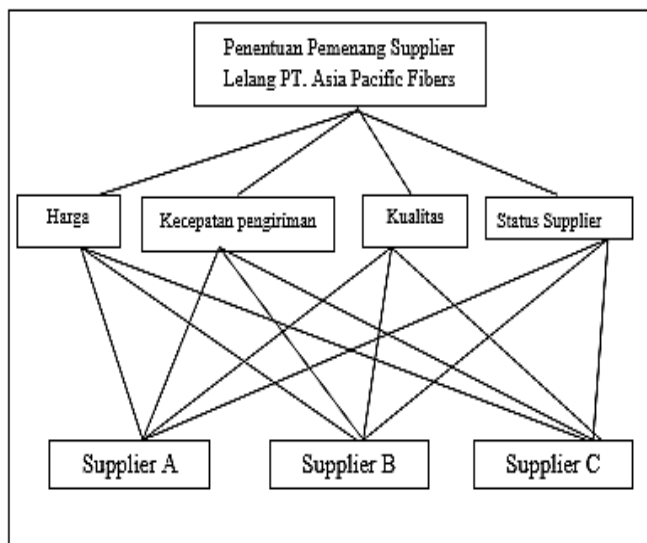 Penentuan Pemenang Supplier
Lelang PT. Asia Pacific Fibers
Harga
Kecepatan pengiriman
Kualitas
Status Supplier
Supplier A
Supplier B
Supplier C